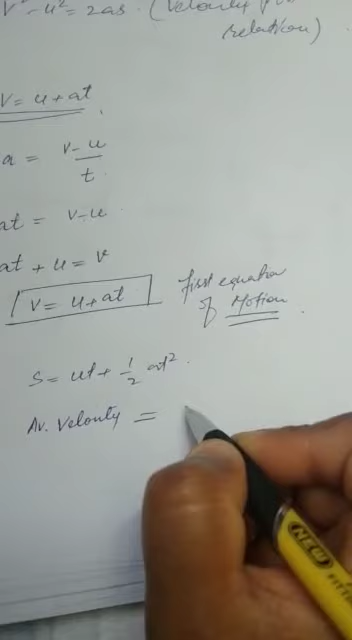 v² - u² = 2as. (Velocity
relation)
v = u + at
a = v - u / t
at = v - u
at + u = v
v = u + at
first equation
of Motion
s = ut + 1/2 at².
Av. Velocity =
NEW